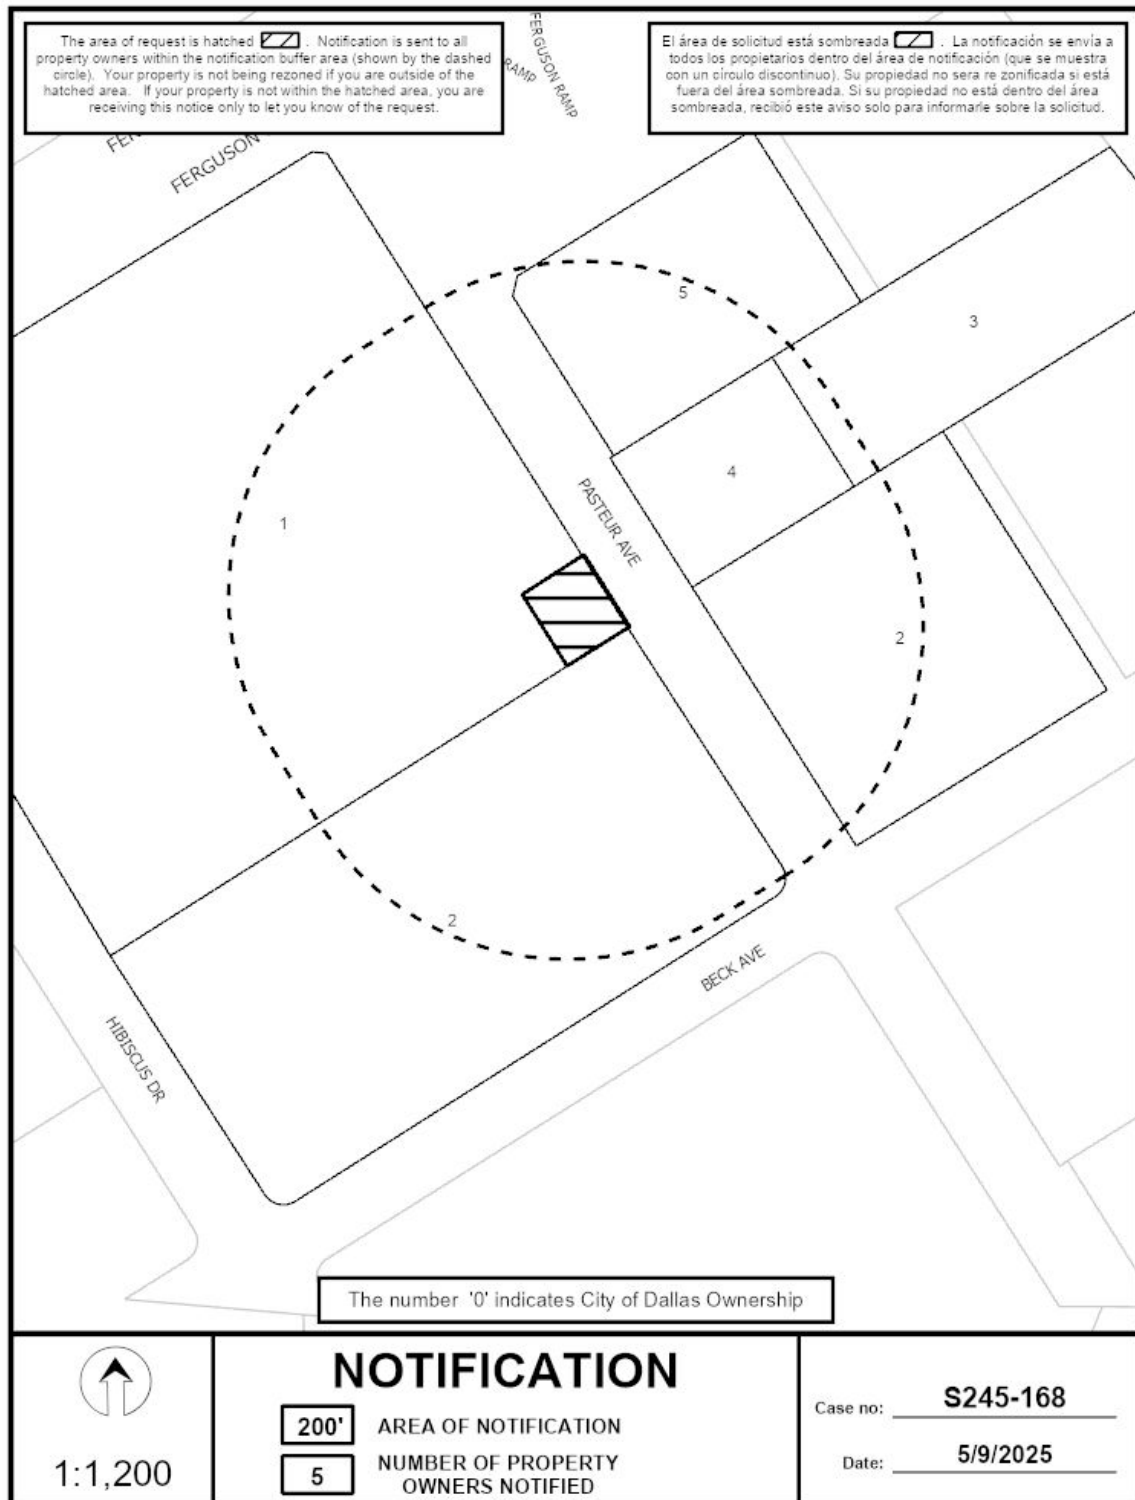 The area of request is hatched . Notification is sent to all
property owners within the notification buffer area (shown by the dashed
circle). Your property is not being rezoned if you are outside of the
hatched area. If your property is not within the hatched area, you are
receiving this notice only to let you know of the request.
El área de solicitud está sombreada . La notificación se envía a
todos los propietarios dentro del área de notificación (que se muestra
con un círculo discontinuo). Su propiedad no sera re zonificada si está
fuera del área sombreada. Si su propiedad no está dentro del área
sombreada, recibió este aviso solo para informarle sobre la solicitud.
FERGUSON RAMP
RAMP
FERGUSON
5
3
4
PASTEUR AVE
1
2
2
BECK AVE
HIBISCUS DR
The number '0' indicates City of Dallas Ownership
1:1,200
NOTIFICATION
200' AREA OF NOTIFICATION
5 NUMBER OF PROPERTY
OWNERS NOTIFIED
Case no: S245-168
Date: 5/9/2025